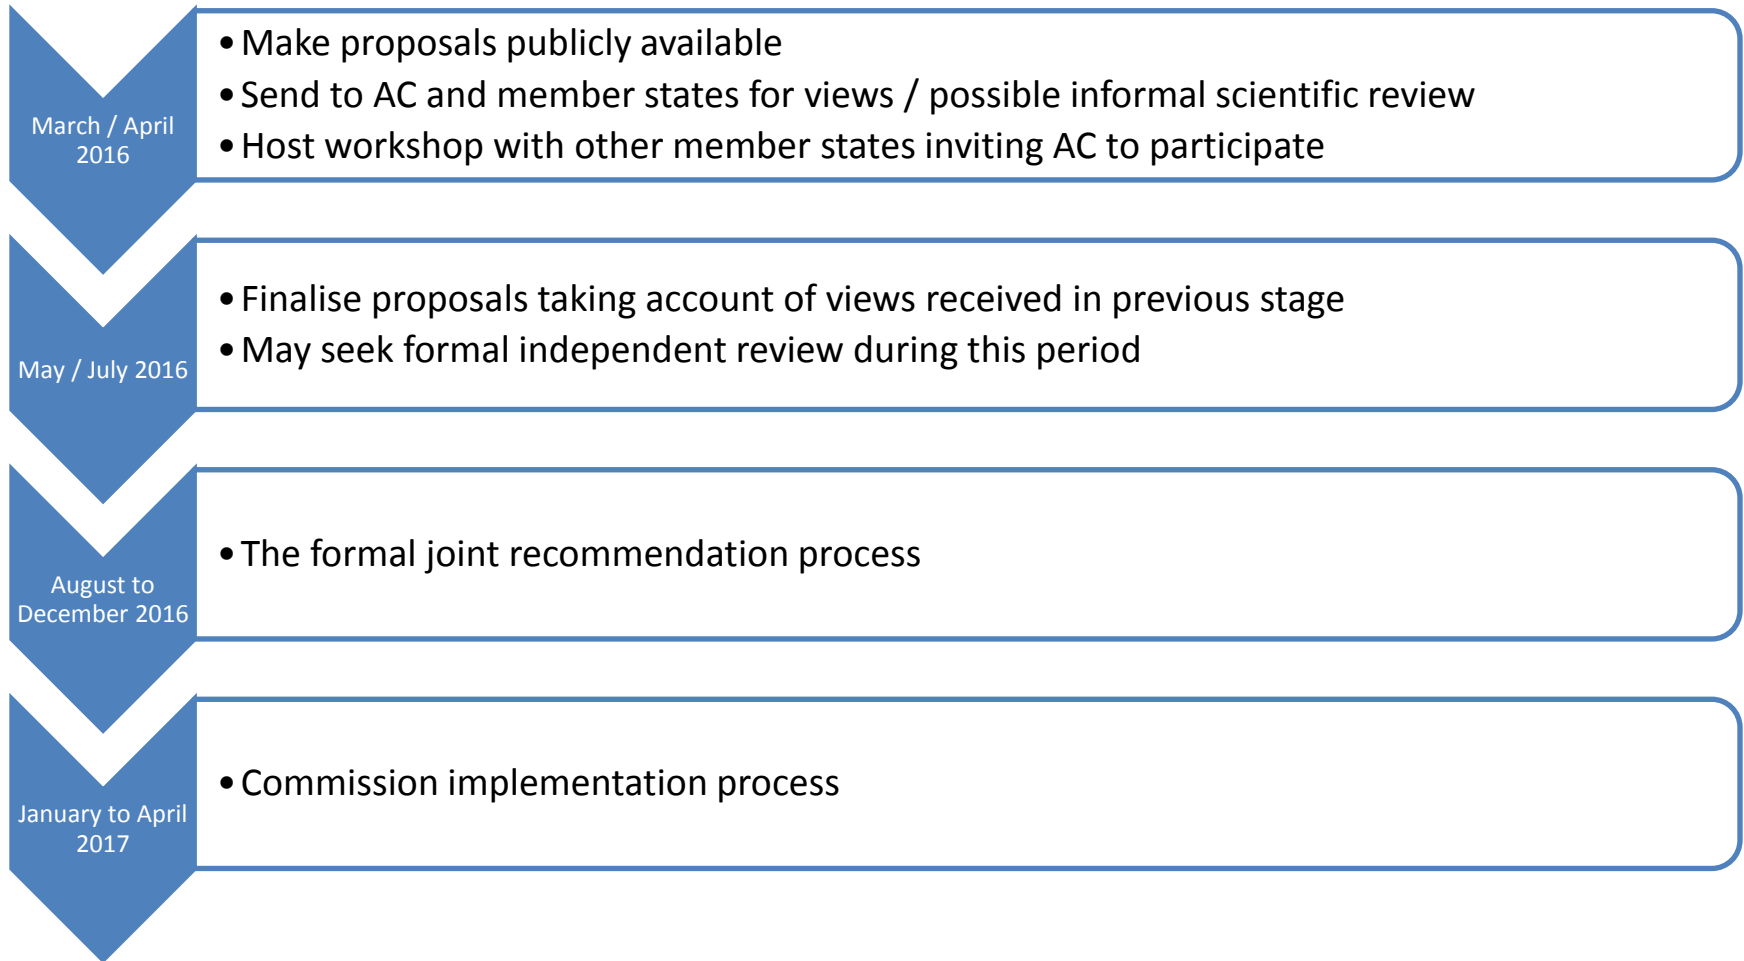 March / April
2016
• Make proposals publicly available
• Send to AC and member states for views / possible informal scientific review
• Host workshop with other member states inviting AC to participate
May / July 2016
• Finalise proposals taking account of views received in previous stage
• May seek formal independent review during this period
August to
December 2016
• The formal joint recommendation process
January to April
2017
• Commission implementation process